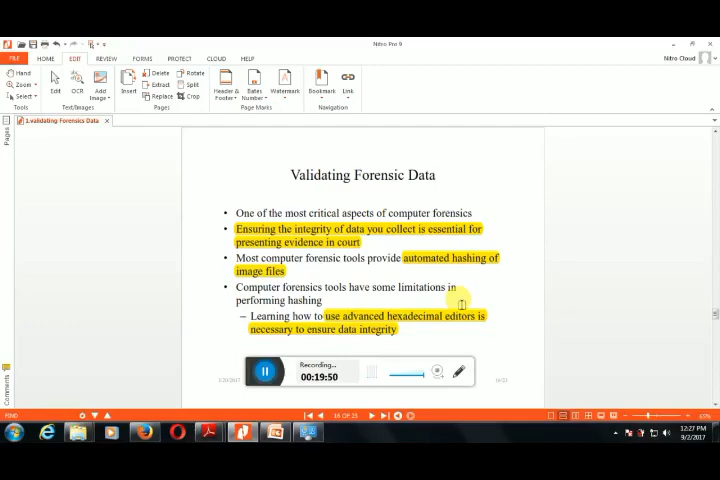 Nitro Pro 9
FILE HOME EDIT REVIEW FORMS PROTECT CLOUD HELP
Nitro Cloud
Hand
Zoom
Select
Tools
Edit
OCR
Add Image
Text/Images
Insert
Delete
Extract
Replace
Rotate
Split
Crop
Pages
Header & Footer
Bates Number
Watermark
Page Marks
Bookmark
Link
Navigation
1.validating Forensics Data
Pages
Validating Forensic Data
• One of the most critical aspects of computer forensics
• Ensuring the integrity of data you collect is essential for
presenting evidence in court
• Most computer forensic tools provide automated hashing of
image files
• Computer forensics tools have some limitations in
performing hashing
– Learning how to use advanced hexadecimal editors is
necessary to ensure data integrity
Recording...
00:19:50
Comments
FIND
16 OF 25
65%
12:27 PM
9/2/2017